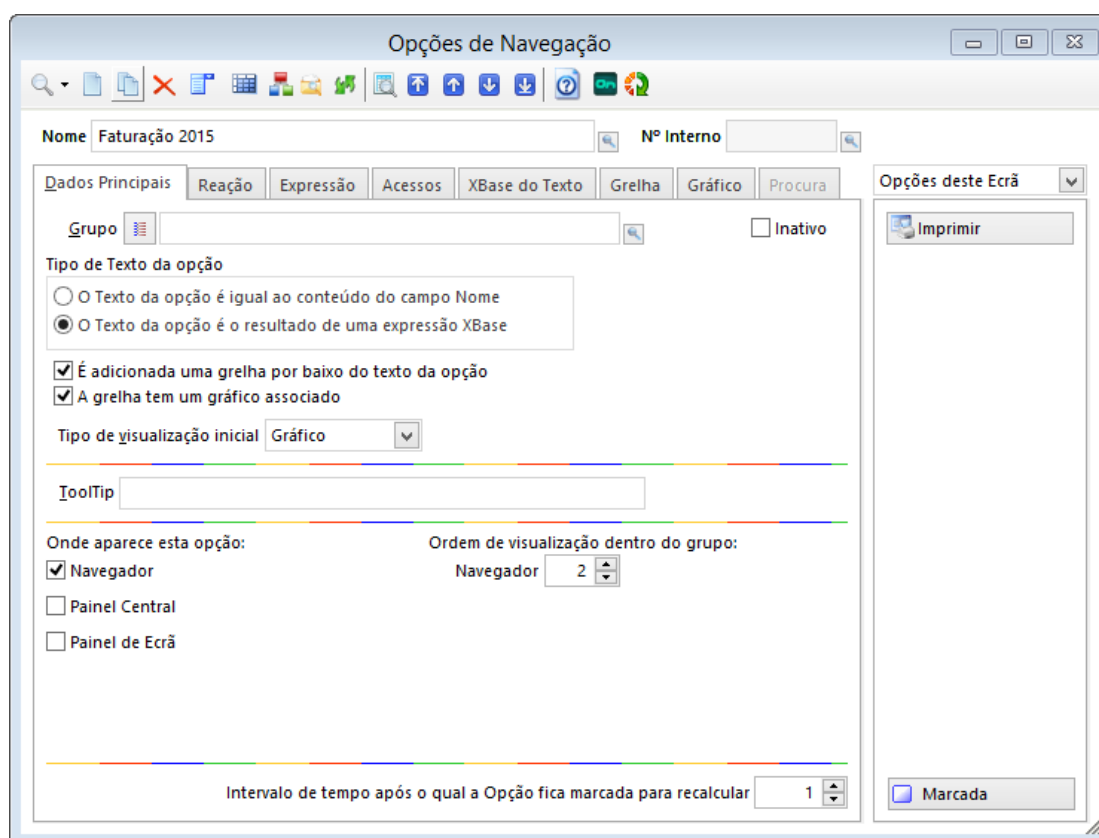 Opções de Navegação
On
Nome Faturação 2015 Nº Interno
Dados Principais Reação Expressão Acessos XBase do Texto Grelha Gráfico Procura Opções deste Ecrã
Grupo Inativo Imprimir
Tipo de Texto da opção
O Texto da opção é igual ao conteúdo do campo Nome
O Texto da opção é o resultado de uma expressão XBase
É adicionada uma grelha por baixo do texto da opção
A grelha tem um gráfico associado
Tipo de visualização inicial Gráfico
ToolTip
Onde aparece esta opção: Ordem de visualização dentro do grupo:
Navegador Navegador 2
Painel Central
Painel de Ecrã
Intervalo de tempo após o qual a Opção fica marcada para recalcular 1 Marcada